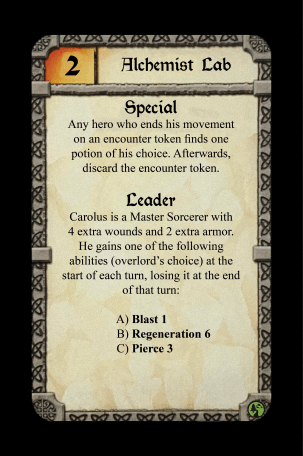 2 Alchemist Lab
Special
Any hero who ends his movement
on an encounter token finds one
potion of his choice. Afterwards,
discard the encounter token.
Leader
Carolus is a Master Sorcerer with
4 extra wounds and 2 extra armor.
He gains one of the following
abilities (overlord's choice) at the
start of each turn, losing it at the end
of that turn:
A) Blast 1
B) Regeneration 6
C) Pierce 3